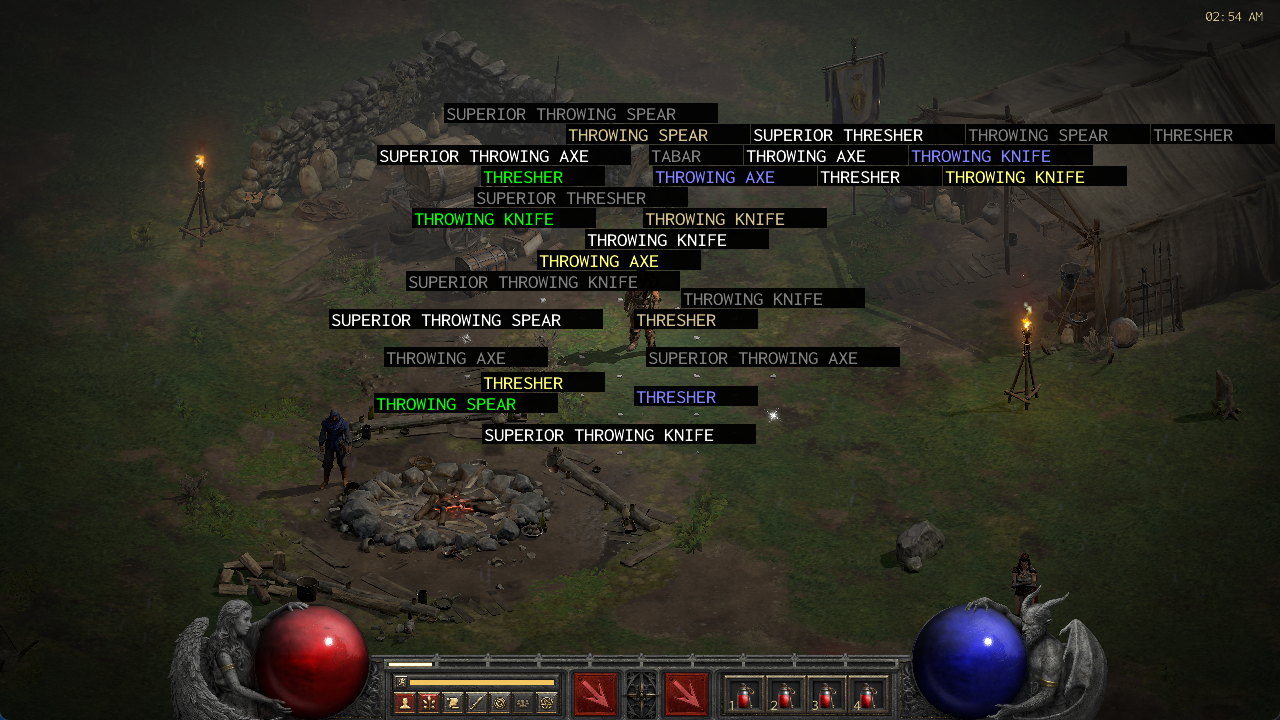 02:54 AM
SUPERIOR THROWING SPEAR
THROWING SPEAR SUPERIOR THRESHER THROWING SPEAR THRESHER
SUPERIOR THROWING AXE TABAR THROWING AXE THROWING KNIFE
THRESHER THROWING AXE THRESHER THROWING KNIFE
SUPERIOR THRESHER
THROWING KNIFE THROWING KNIFE
THROWING KNIFE
THROWING AXE
SUPERIOR THROWING KNIFE
THROWING KNIFE
SUPERIOR THROWING SPEAR THRESHER
THROWING AXE SUPERIOR THROWING AXE
THRESHER
THRESHER
THROWING SPEAR
SUPERIOR THROWING KNIFE
1 2 3 4